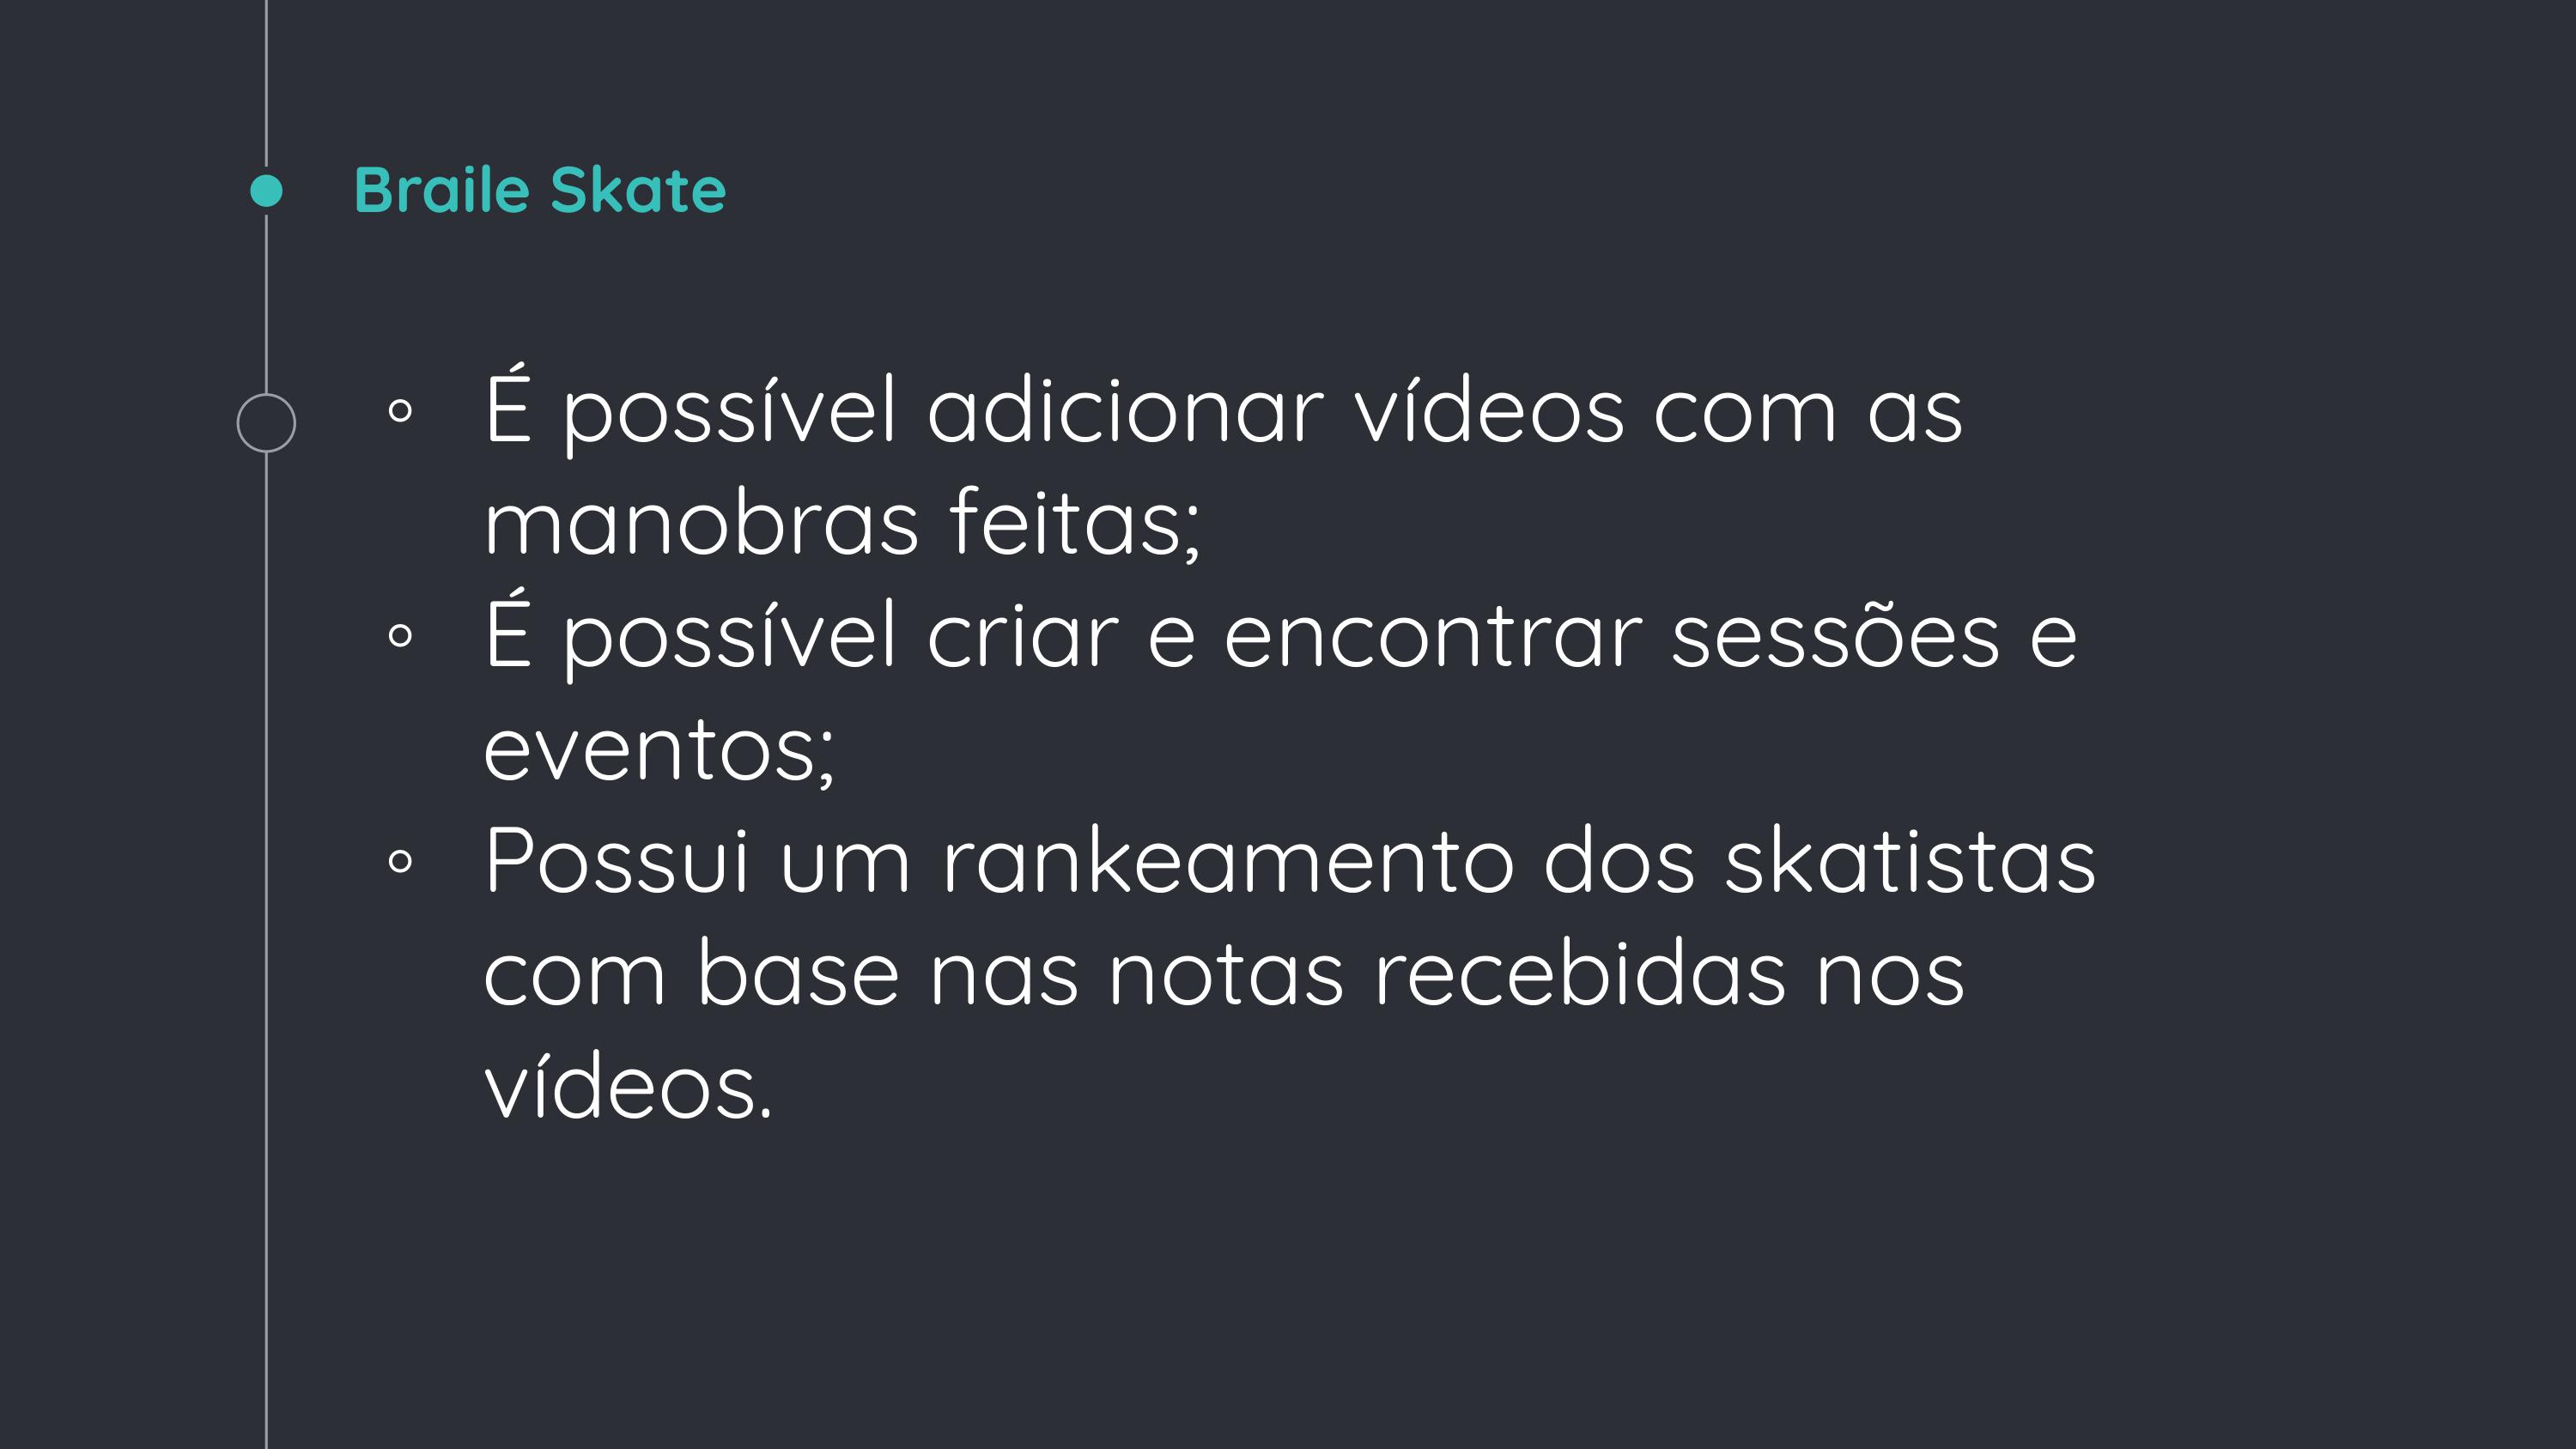 Braile Skate
◦ É possível adicionar vídeos com as
manobras feitas;
◦ É possível criar e encontrar sessões e
eventos;
◦ Possui um rankeamento dos skatistas
com base nas notas recebidas nos
vídeos.